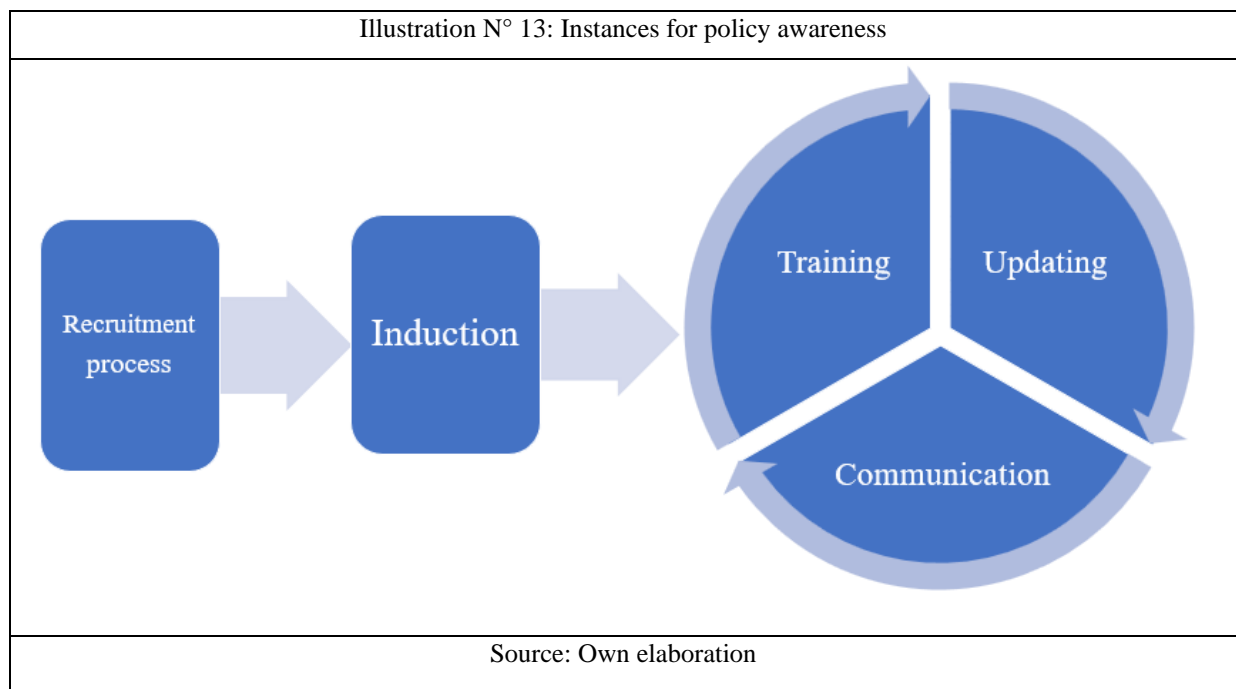 Illustration N° 13: Instances for policy awareness
Recruitment
process
Induction
Training
Updating
Communication
Source: Own elaboration